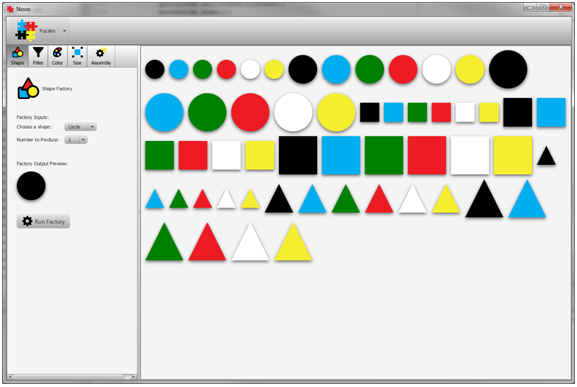 Novo
Puzzles
Shape Filter Color Size Assembly
Shape Factory
Factory Inputs:
Choose a shape: Circle
Number to Produce: 1
Factory Output Preview:
Run Factory